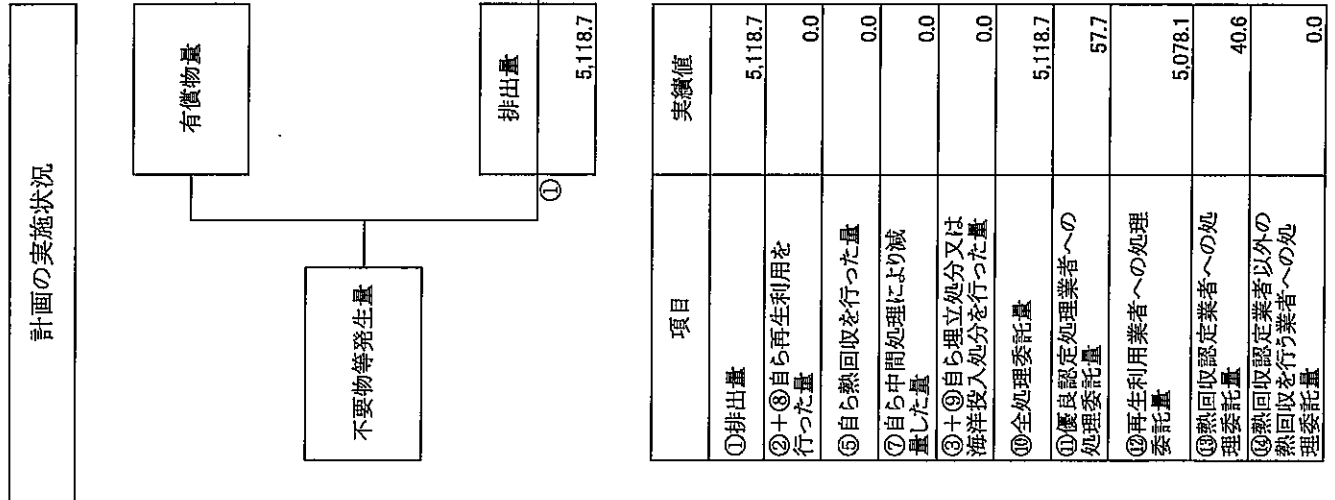 計画の実施状況
不要物等発生量
有償物量
①
排出量
5,118.7
項目
実績値
①排出量
5,118.7
②+⑧自ら再生利用を
行った量
0.0
⑤自ら熱回収を行った量
0.0
⑦自ら中間処理により減
量した量
0.0
③+⑨自ら埋立処分又は
海洋投入処分を行った量
0.0
⑩全処理委託量
5,118.7
⑪優良認定処理業者への
処理委託量
57.7
⑫再生利用業者への処理
委託量
5,078.1
⑬熱回収認定業者への処
理委託量
40.6
⑭熱回収認定業者以外の
熱回収を行う業者への処
理委託量
0.0